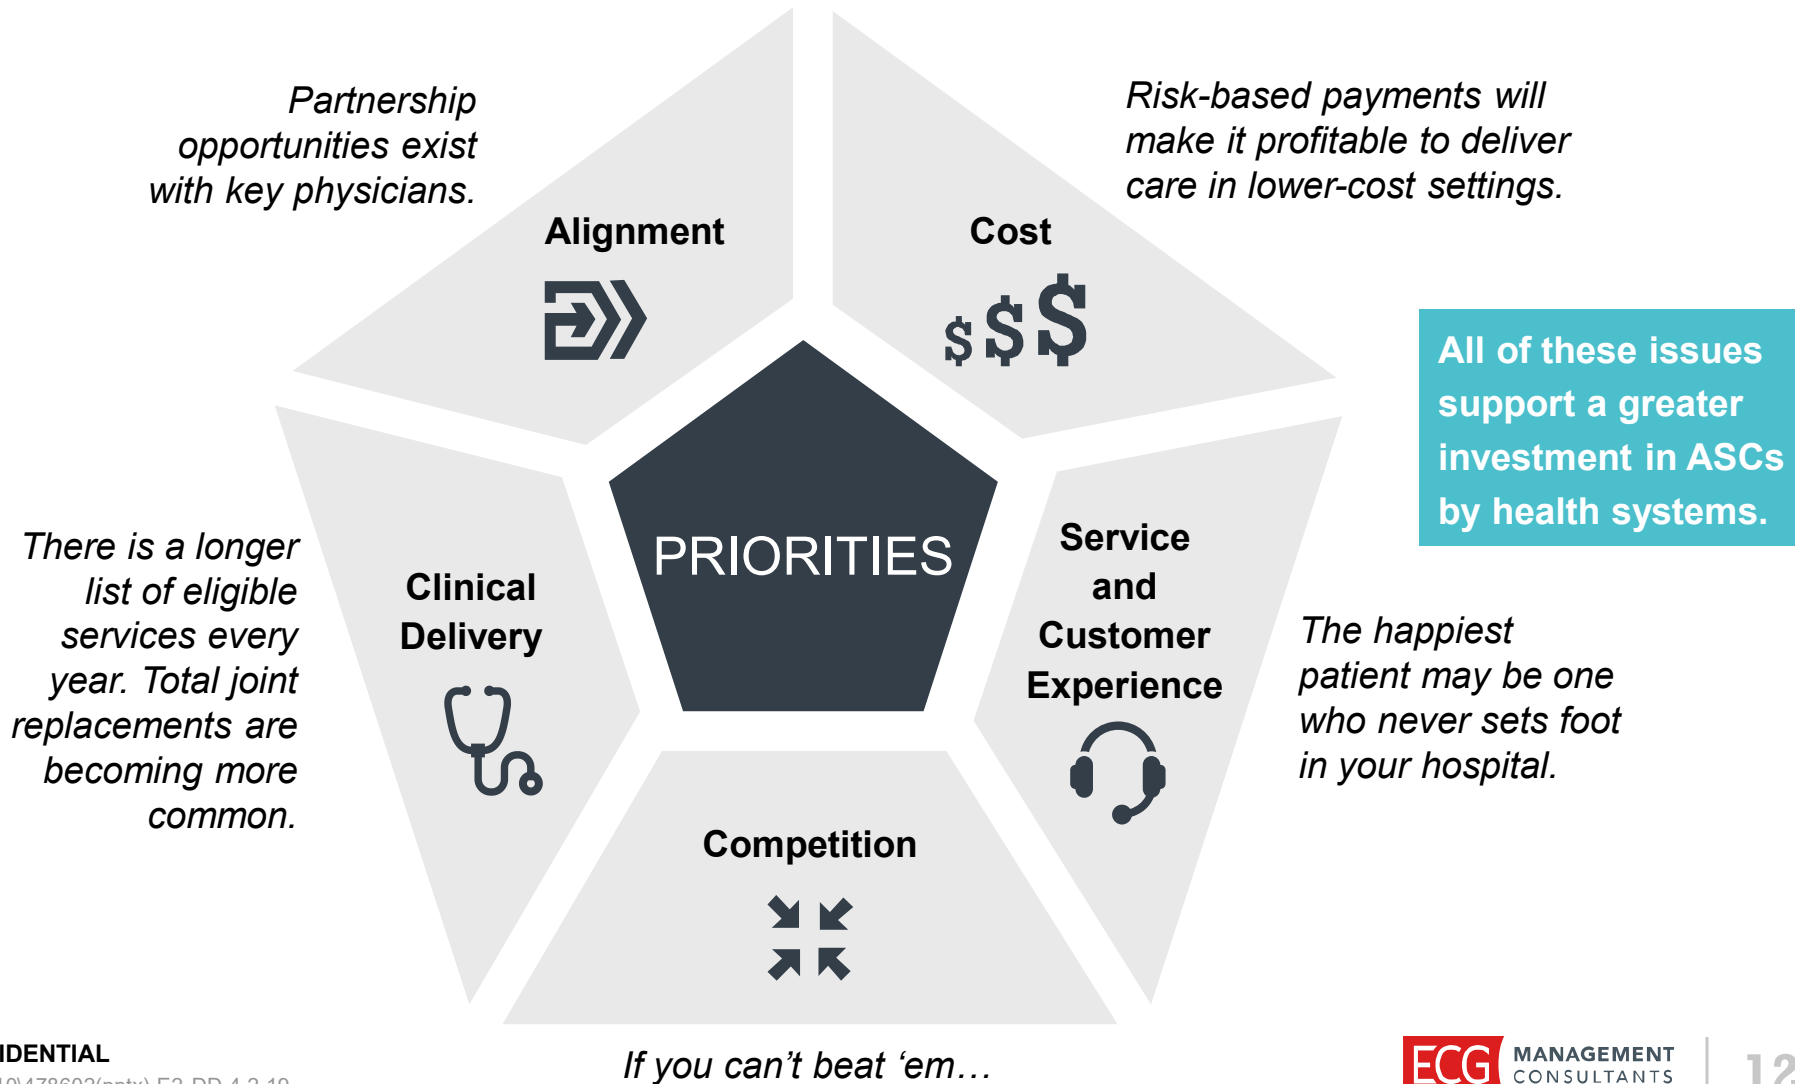 Partnership
opportunities exist
with key physicians.
Risk-based payments will
make it profitable to deliver
care in lower-cost settings.
Alignment
Cost
$ $ $
All of these issues
support a greater
investment in ASCs
by health systems.
PRIORITIES
There is a longer
list of eligible
services every
year. Total joint
replacements are
becoming more
common.
Clinical
Delivery
Service
and
Customer
Experience
The happiest
patient may be one
who never sets foot
in your hospital.
Competition
If you can't beat ‘em…
IDENTIAL
ECG MANAGEMENT
CONSULTANTS
12